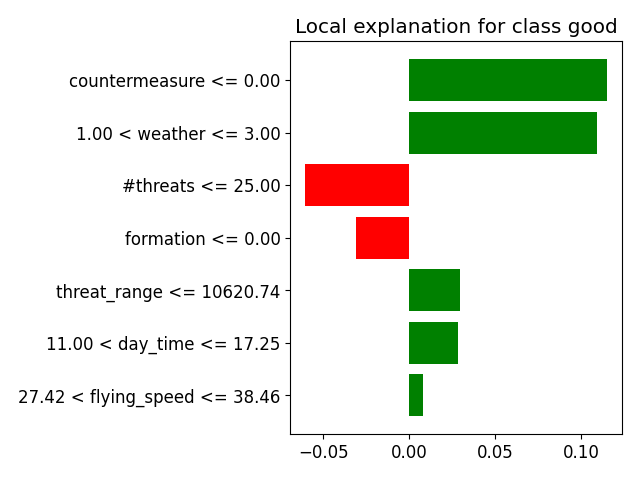 Local explanation for class good
countermeasure <= 0.00
1.00 < weather <= 3.00
#threats <= 25.00
formation <= 0.00
threat_range <= 10620.74
11.00 < day_time <= 17.25
27.42 < flying_speed <= 38.46
−0.05 0.00 0.05 0.10